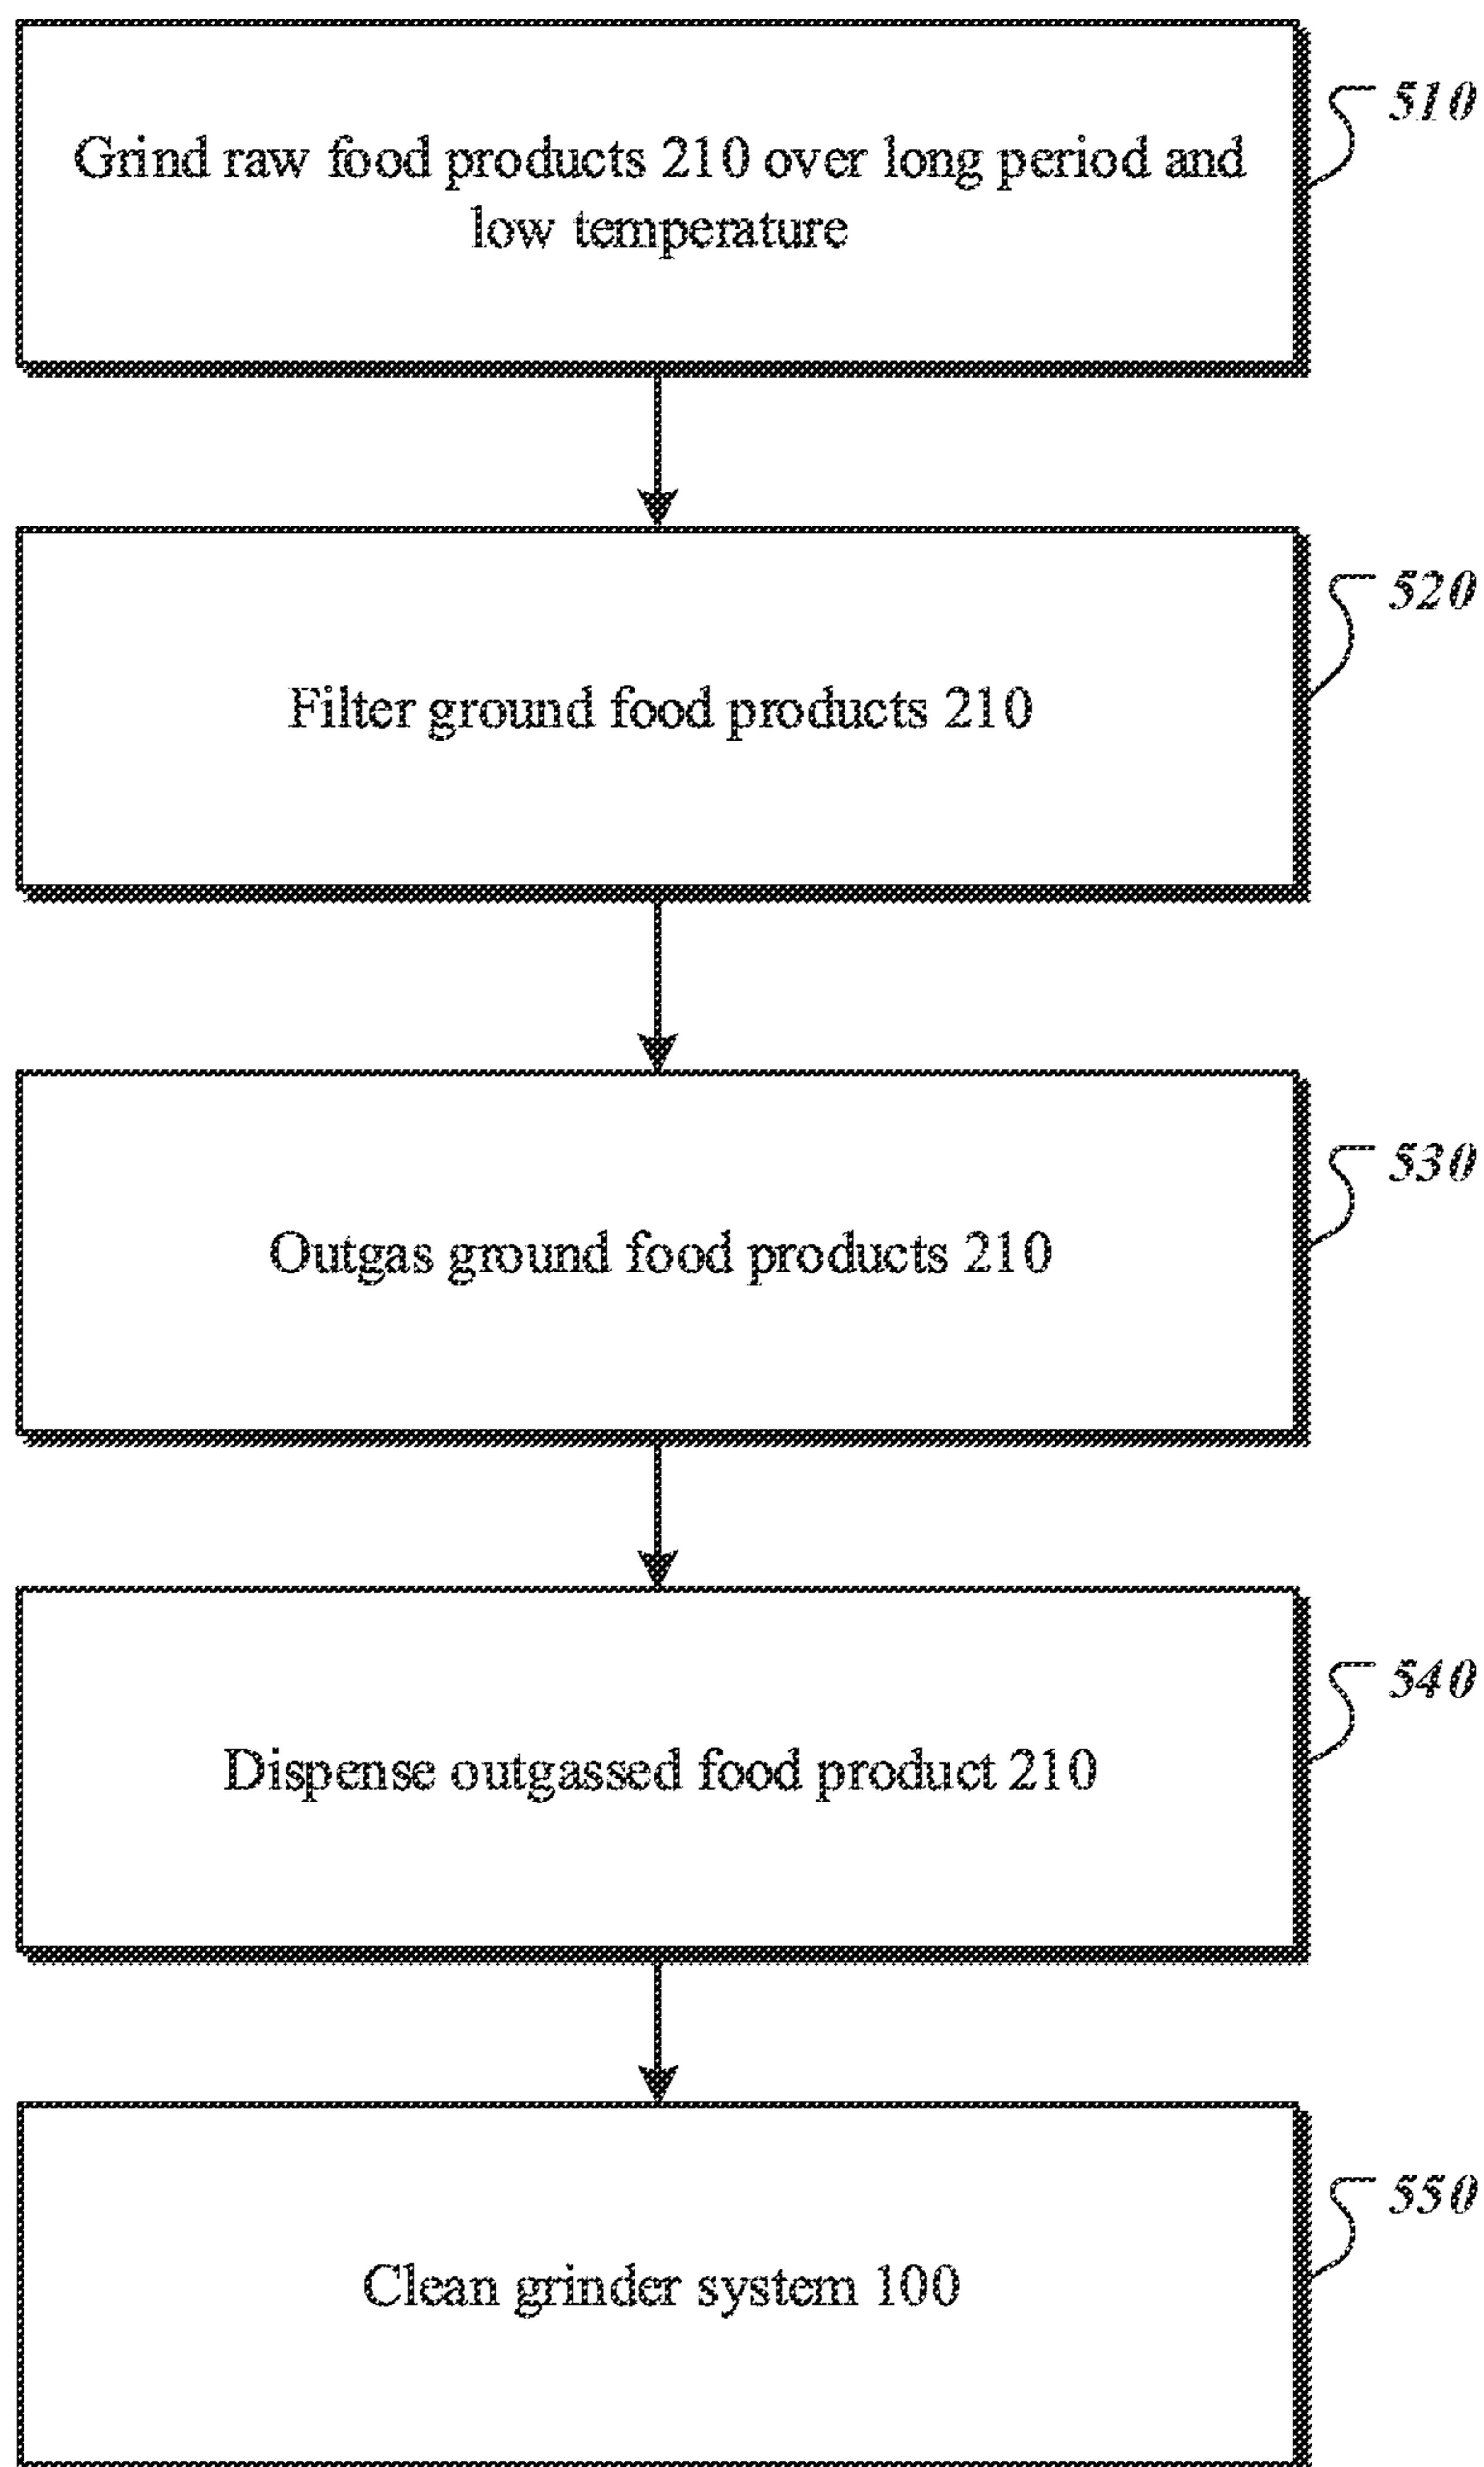 510
Grind raw food products 210 over long period and
low temperature
520
Filter ground food products 210
530
Outgas ground food products 210
540
Dispense outgassed food product 210
550
Clean grinder system 100